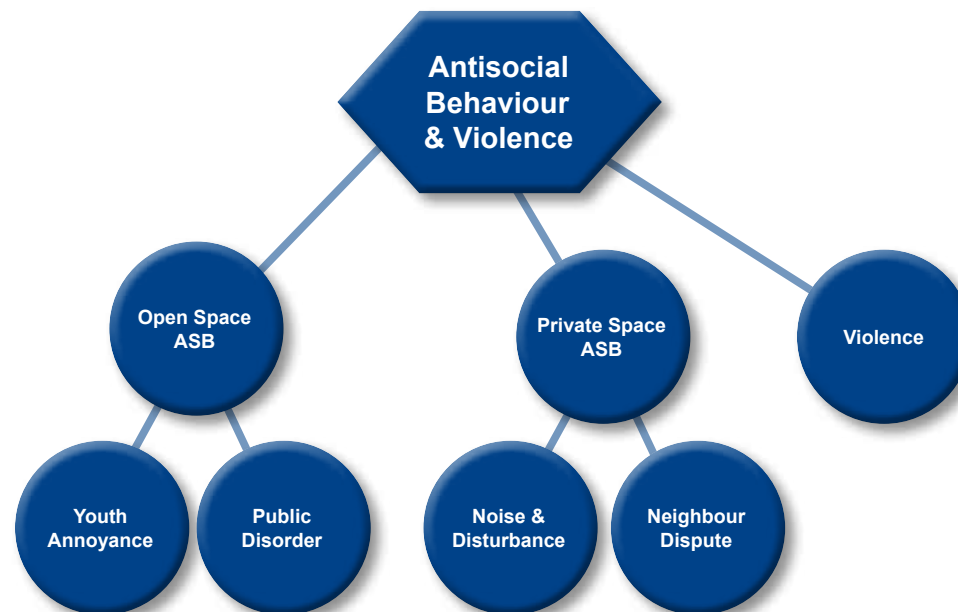 Antisocial
Behaviour
& Violence
Open Space
ASB
Private Space
ASB
Violence
Youth
Annoyance
Public
Disorder
Noise &
Disturbance
Neighbour
Dispute